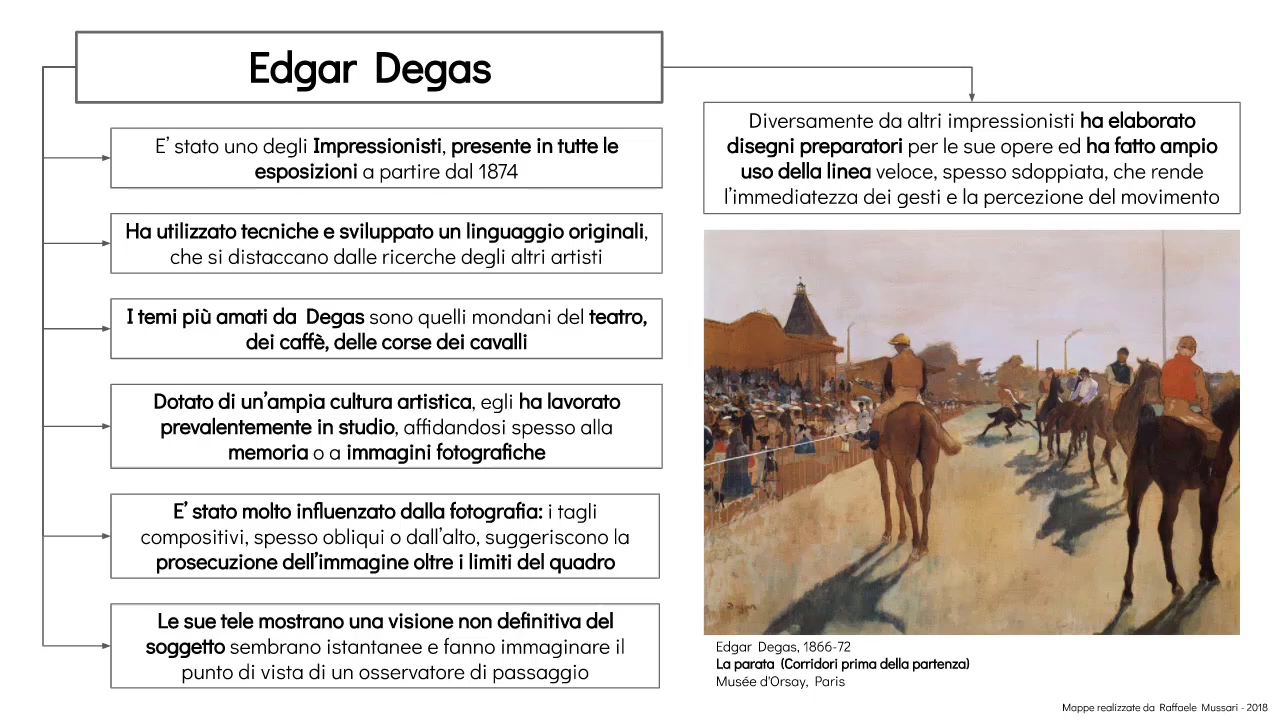 Edgar Degas
E' stato uno degli Impressionisti, presente in tutte le
esposizioni a partire dal 1874
Ha utilizzato tecniche e sviluppato un linguaggio originali,
che si distaccano dalle ricerche degli altri artisti
I temi più amati da Degas sono quelli mondani del teatro,
dei caffè, delle corse dei cavalli
Dotato di un'ampia cultura artistica, egli ha lavorato
prevalentemente in studio, affidandosi spesso alla
memoria o a immagini fotografiche
E' stato molto influenzato dalla fotografia: i tagli
compositivi, spesso obliqui o dall'alto, suggeriscono la
prosecuzione dell'immagine oltre i limiti del quadro
Le sue tele mostrano una visione non definitiva del
soggetto sembrano istantanee e fanno immaginare il
punto di vista di un osservatore di passaggio
Diversamente da altri impressionisti ha elaborato
disegni preparatori per le sue opere ed ha fatto ampio
uso della linea veloce, spesso sdoppiata, che rende
l'immediatezza dei gesti e la percezione del movimento
Degas
Edgar Degas, 1866-72
La parata (Corridori prima della partenza)
Musée d'Orsay, Paris
Mappe realizzate da Raffaele Mussari - 2018